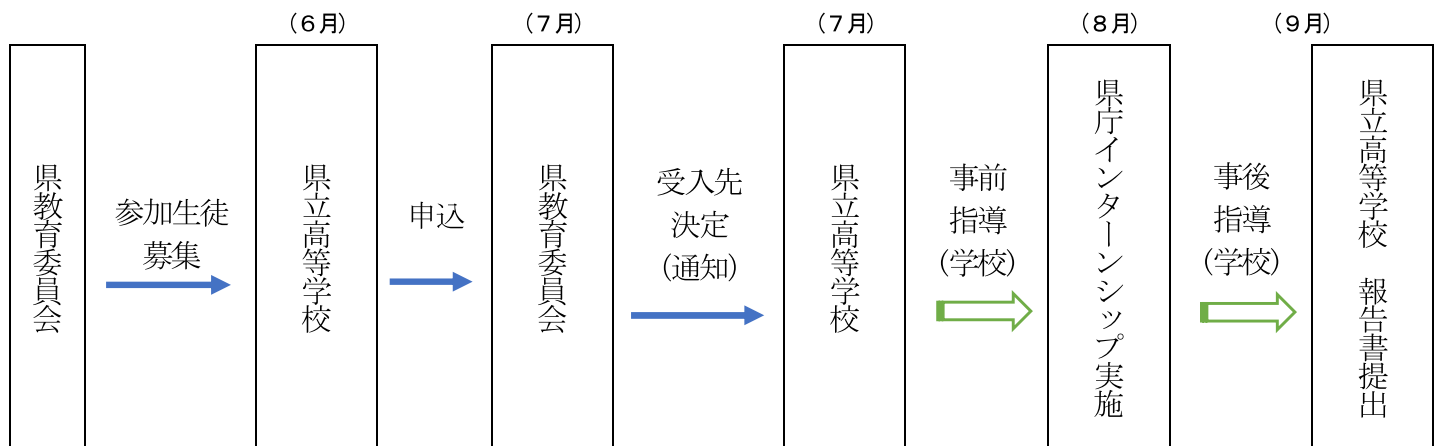 (6月)
(7月)
(7月)
(8月)
(9月)
県教育委員会
参加生徒
募集
県立高等学校
申込
県教育委員会
受入先
決定
(通知)
県立高等学校
事前
指導
(学校)
県庁インターンシップ実施
事後
指導
(学校)
県立高等学校　報告書提出